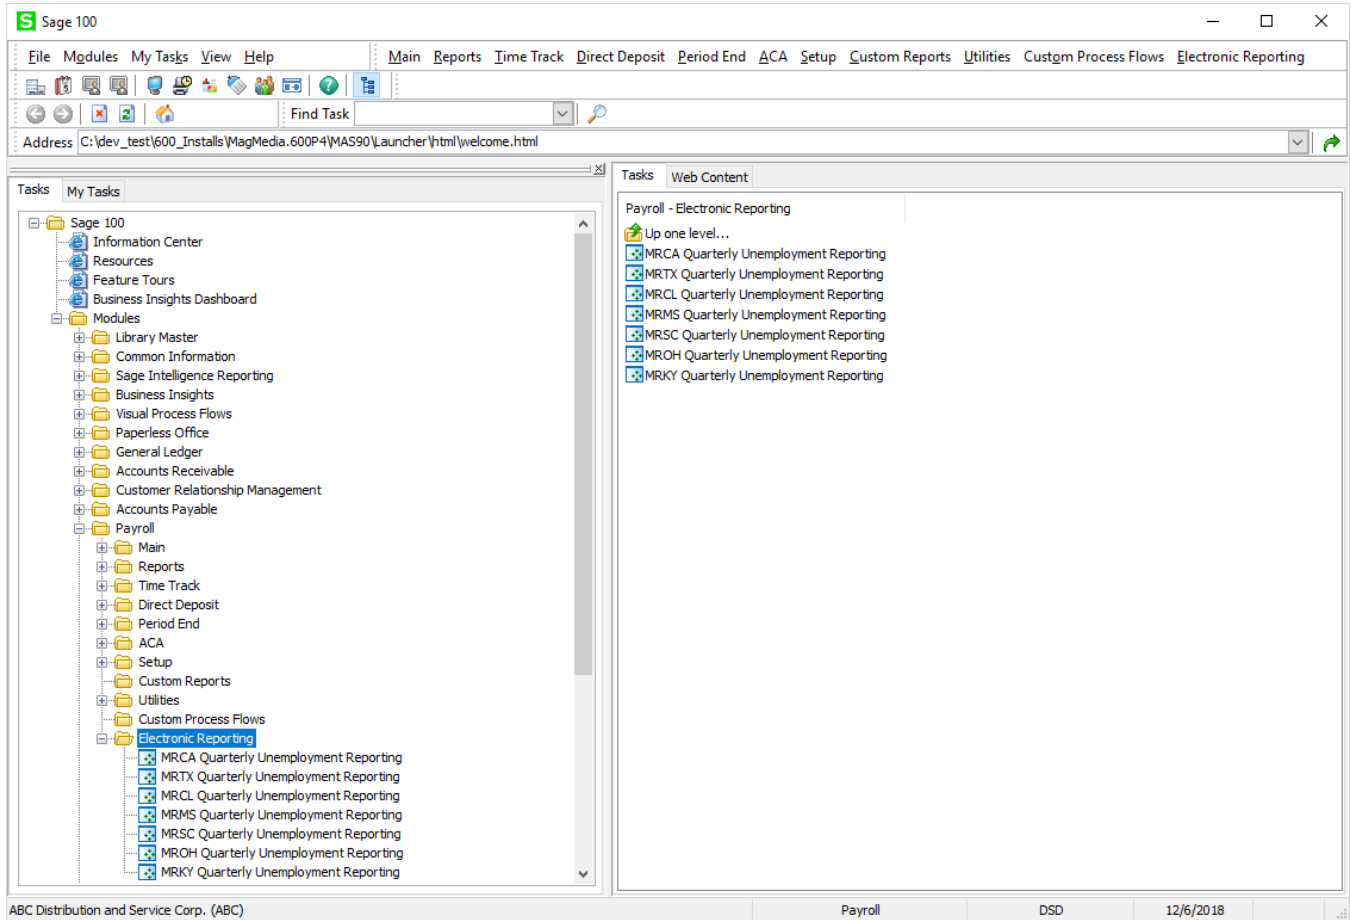 Sage 100
File Modules My Tasks View Help Main Reports Time Track Direct Deposit Period End ACA Setup Custom Reports Utilities Custom Process Flows Electronic Reporting
Find Task
Address C:\dev_test\600_Installs\MagMedia.600P4\MAS90\Launcher\html\welcome.html
Tasks My Tasks
Sage 100
Information Center
Resources
Feature Tours
Business Insights Dashboard
Modules
Library Master
Common Information
Sage Intelligence Reporting
Business Insights
Visual Process Flows
Paperless Office
General Ledger
Accounts Receivable
Customer Relationship Management
Accounts Payable
Payroll
Main
Reports
Time Track
Direct Deposit
Period End
ACA
Setup
Custom Reports
Utilities
Custom Process Flows
Electronic Reporting
MRCA Quarterly Unemployment Reporting
MRTX Quarterly Unemployment Reporting
MRCL Quarterly Unemployment Reporting
MRMS Quarterly Unemployment Reporting
MRSC Quarterly Unemployment Reporting
MROH Quarterly Unemployment Reporting
MRKY Quarterly Unemployment Reporting
Tasks Web Content
Payroll - Electronic Reporting
Up one level...
MRCA Quarterly Unemployment Reporting
MRTX Quarterly Unemployment Reporting
MRCL Quarterly Unemployment Reporting
MRMS Quarterly Unemployment Reporting
MRSC Quarterly Unemployment Reporting
MROH Quarterly Unemployment Reporting
MRKY Quarterly Unemployment Reporting
ABC Distribution and Service Corp. (ABC) Payroll DSD 12/6/2018